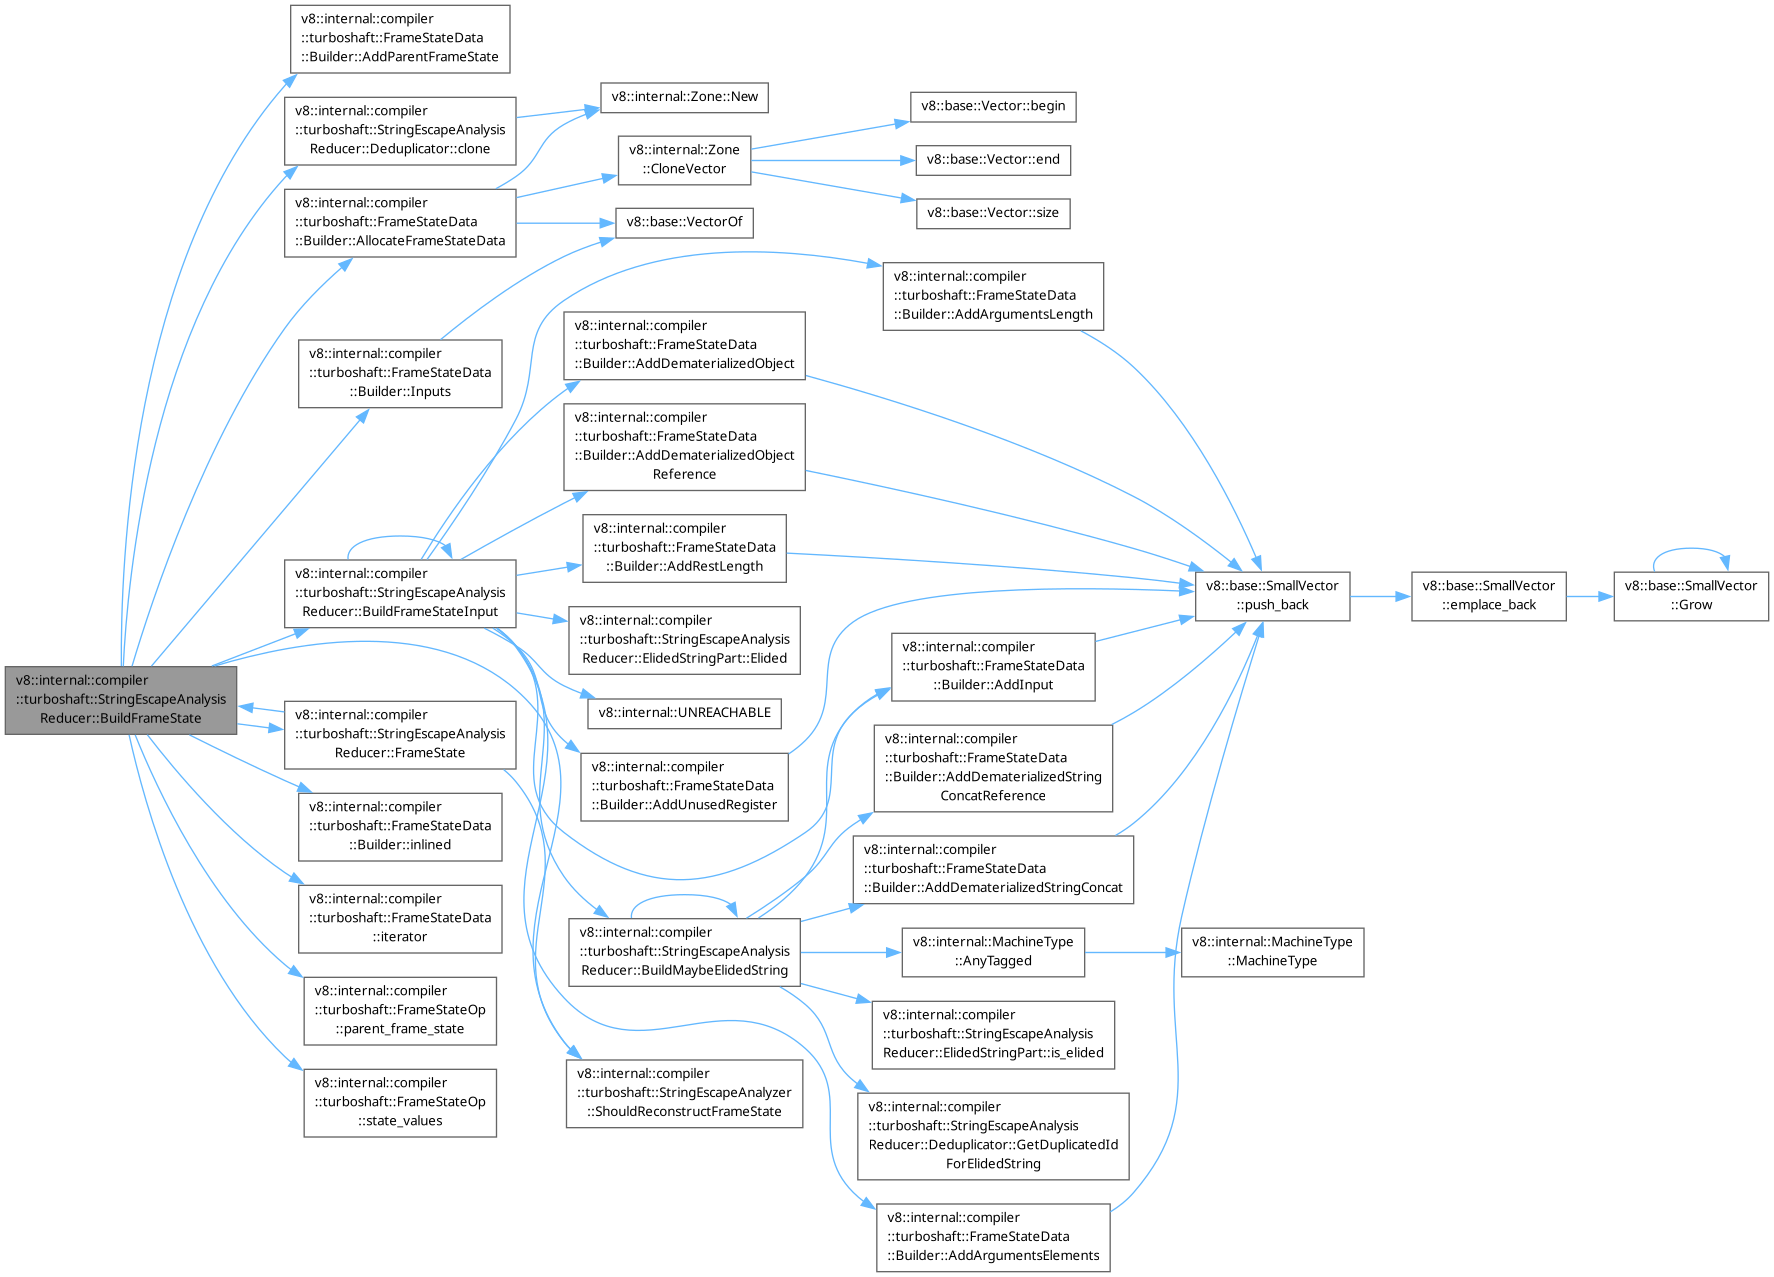 v8::internal::compiler
::turboshaft::StringEscapeAnalysis
Reducer::BuildFrameState
v8::internal::compiler
::turboshaft::FrameStateData
::Builder::AddParentFrameState
v8::internal::compiler
::turboshaft::StringEscapeAnalysis
Reducer::Deduplicator::clone
v8::internal::compiler
::turboshaft::FrameStateData
::Builder::AllocateFrameStateData
v8::internal::compiler
::turboshaft::FrameStateData
::Builder::Inputs
v8::internal::compiler
::turboshaft::StringEscapeAnalysis
Reducer::BuildFrameStateInput
v8::internal::compiler
::turboshaft::StringEscapeAnalysis
Reducer::FrameState
v8::internal::compiler
::turboshaft::FrameStateData
::Builder::inlined
v8::internal::compiler
::turboshaft::FrameStateData
::iterator
v8::internal::compiler
::turboshaft::FrameStateOp
::parent_frame_state
v8::internal::compiler
::turboshaft::FrameStateOp
::state_values
v8::internal::Zone::New
v8::internal::Zone
::CloneVector
v8::base::VectorOf
v8::internal::compiler
::turboshaft::FrameStateData
::Builder::AddDematerializedObject
v8::internal::compiler
::turboshaft::FrameStateData
::Builder::AddDematerializedObject
Reference
v8::internal::compiler
::turboshaft::FrameStateData
::Builder::AddRestLength
v8::internal::compiler
::turboshaft::StringEscapeAnalysis
Reducer::ElidedStringPart::Elided
v8::internal::UNREACHABLE
v8::internal::compiler
::turboshaft::FrameStateData
::Builder::AddUnusedRegister
v8::internal::compiler
::turboshaft::StringEscapeAnalysis
Reducer::BuildMaybeElidedString
v8::internal::compiler
::turboshaft::StringEscapeAnalyzer
::ShouldReconstructFrameState
v8::base::Vector::begin
v8::base::Vector::end
v8::base::Vector::size
v8::internal::compiler
::turboshaft::FrameStateData
::Builder::AddArgumentsLength
v8::internal::compiler
::turboshaft::FrameStateData
::Builder::AddInput
v8::internal::compiler
::turboshaft::FrameStateData
::Builder::AddDematerializedString
ConcatReference
v8::internal::compiler
::turboshaft::FrameStateData
::Builder::AddDematerializedStringConcat
v8::internal::MachineType
::AnyTagged
v8::internal::compiler
::turboshaft::StringEscapeAnalysis
Reducer::ElidedStringPart::is_elided
v8::internal::compiler
::turboshaft::StringEscapeAnalysis
Reducer::Deduplicator::GetDuplicatedId
ForElidedString
v8::internal::compiler
::turboshaft::FrameStateData
::Builder::AddArgumentsElements
v8::base::SmallVector
::push_back
v8::internal::MachineType
::MachineType
v8::base::SmallVector
::emplace_back
v8::base::SmallVector
::Grow